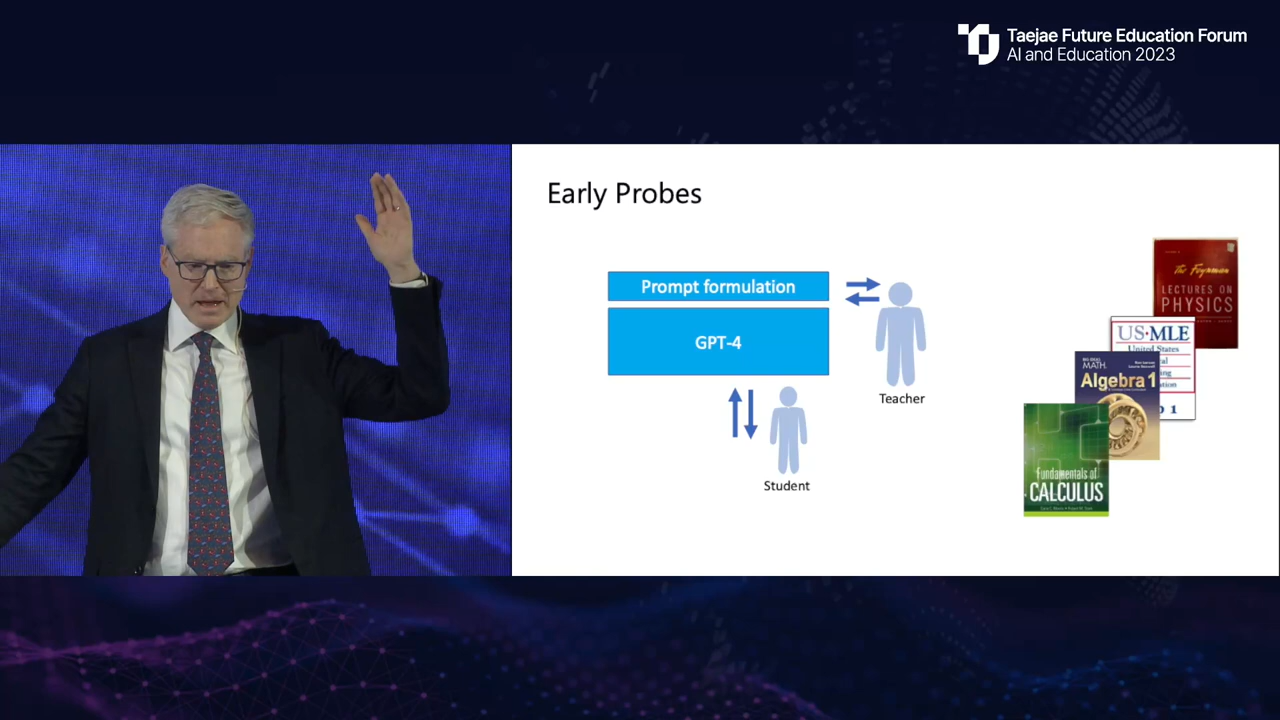 Taejae Future Education Forum
AI and Education 2023
Early Probes
Prompt formulation
GPT-4
Teacher
Student
The Feynman
LECTURES ON
PHYSICS
US·MLE
United States
BIG IDEAS
MATH
Algebra 1
1
fundamentals of
CALCULUS